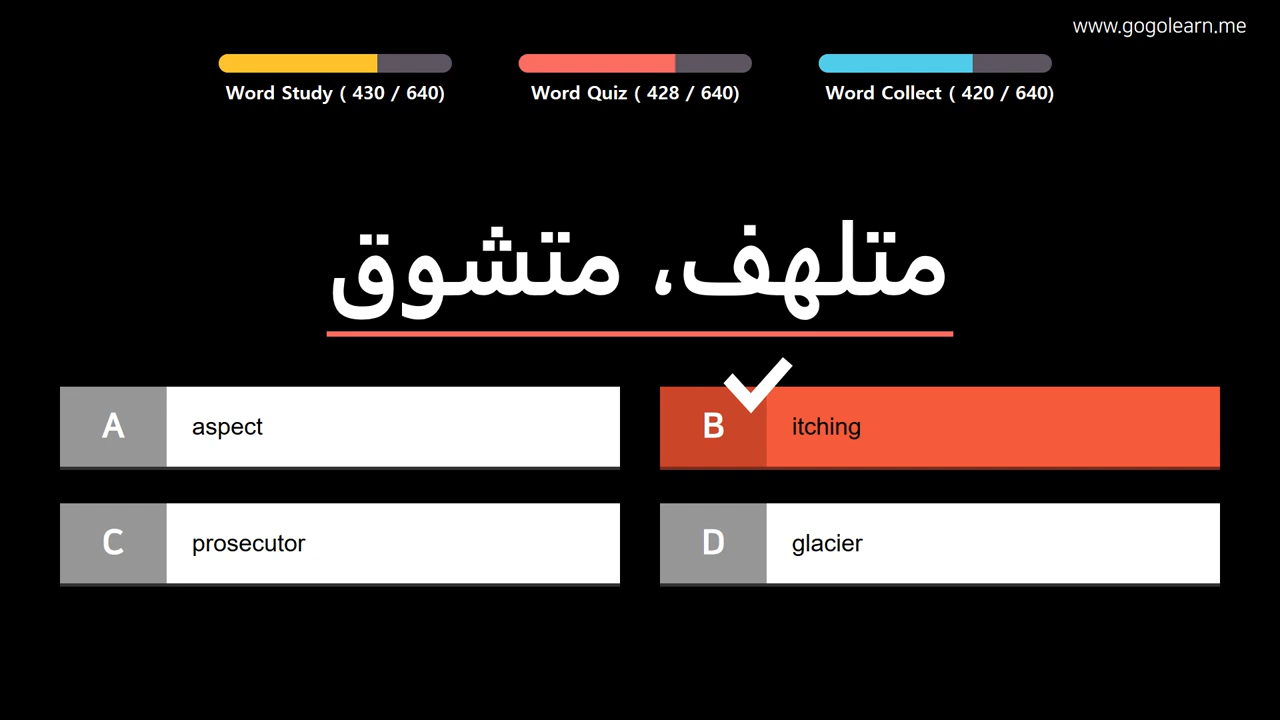 www.gogolearn.me
Word Study ( 430 / 640)
Word Quiz ( 428 / 640)
Word Collect ( 420 / 640)
متلهف، متشوق
A aspect
B itching
C prosecutor
D glacier